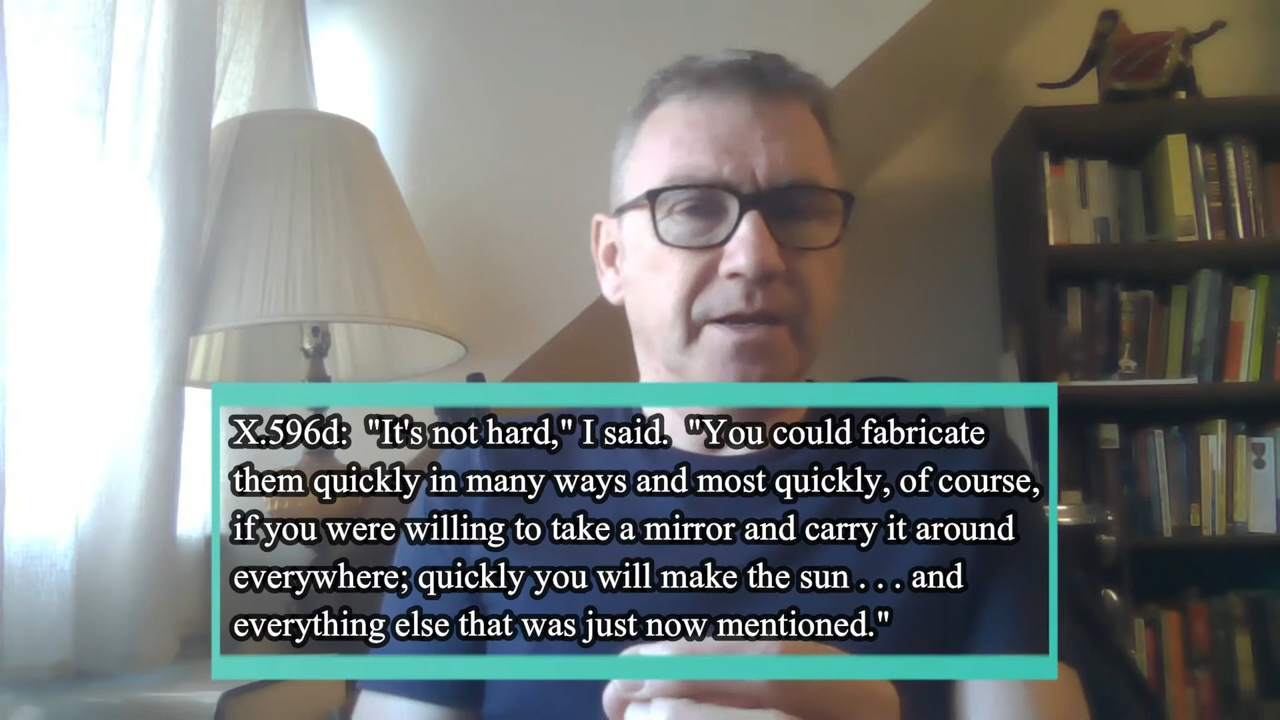 X.596d:  "It's not hard," I said.  "You could fabricate
them quickly in many ways and most quickly, of course,
if you were willing to take a mirror and carry it around
everywhere; quickly you will make the sun . . . and
everything else that was just now mentioned."